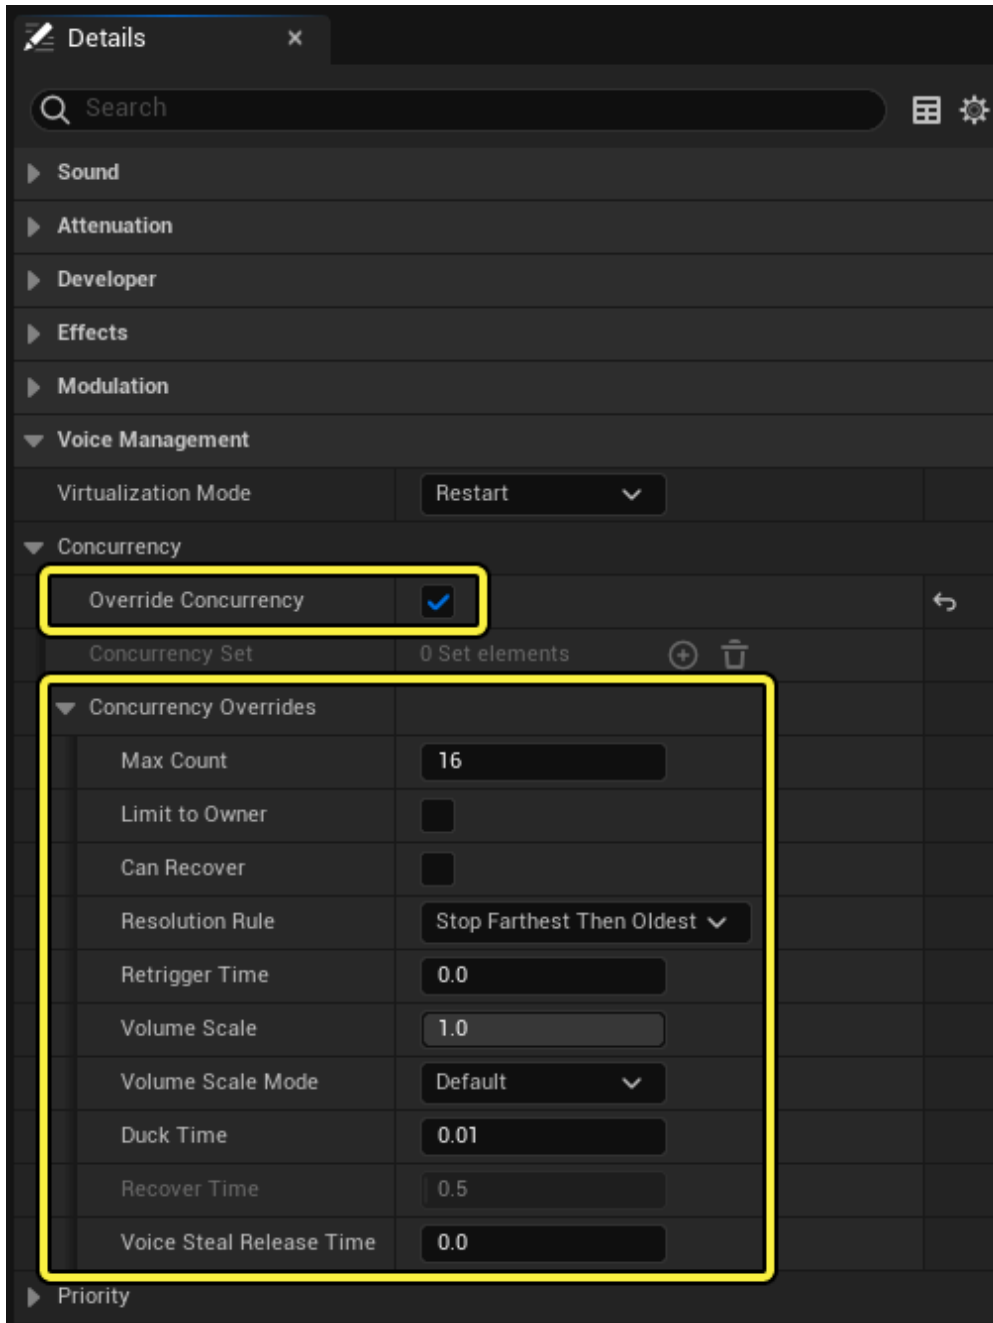 Details
Search
Sound
Attenuation
Developer
Effects
Modulation
Voice Management
Virtualization Mode Restart
Concurrency
Override Concurrency
Concurrency Set 0 Set elements
Concurrency Overrides
Max Count 16
Limit to Owner
Can Recover
Resolution Rule Stop Farthest Then Oldest
Retrigger Time 0.0
Volume Scale 1.0
Volume Scale Mode Default
Duck Time 0.01
Recover Time 0.5
Voice Steal Release Time 0.0
Priority